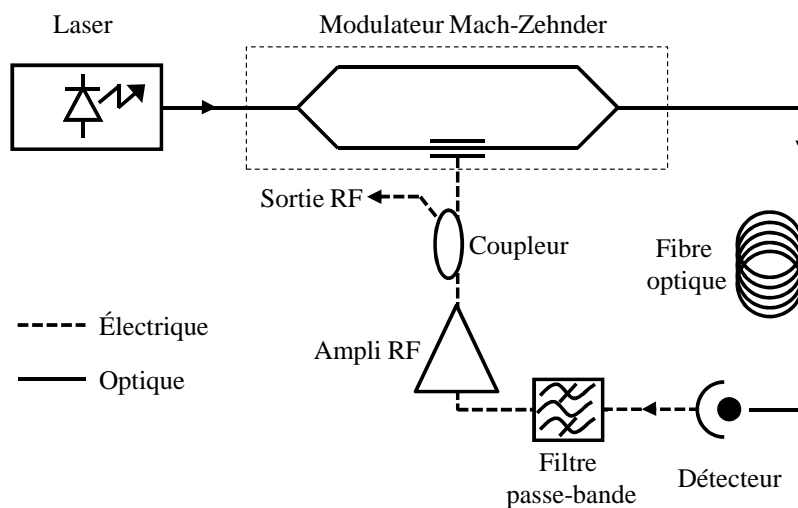 Laser
Modulateur Mach-Zehnder
Sortie RF
Coupleur
Fibre
optique
Électrique
Ampli RF
Optique
Filtre
passe-bande
Détecteur